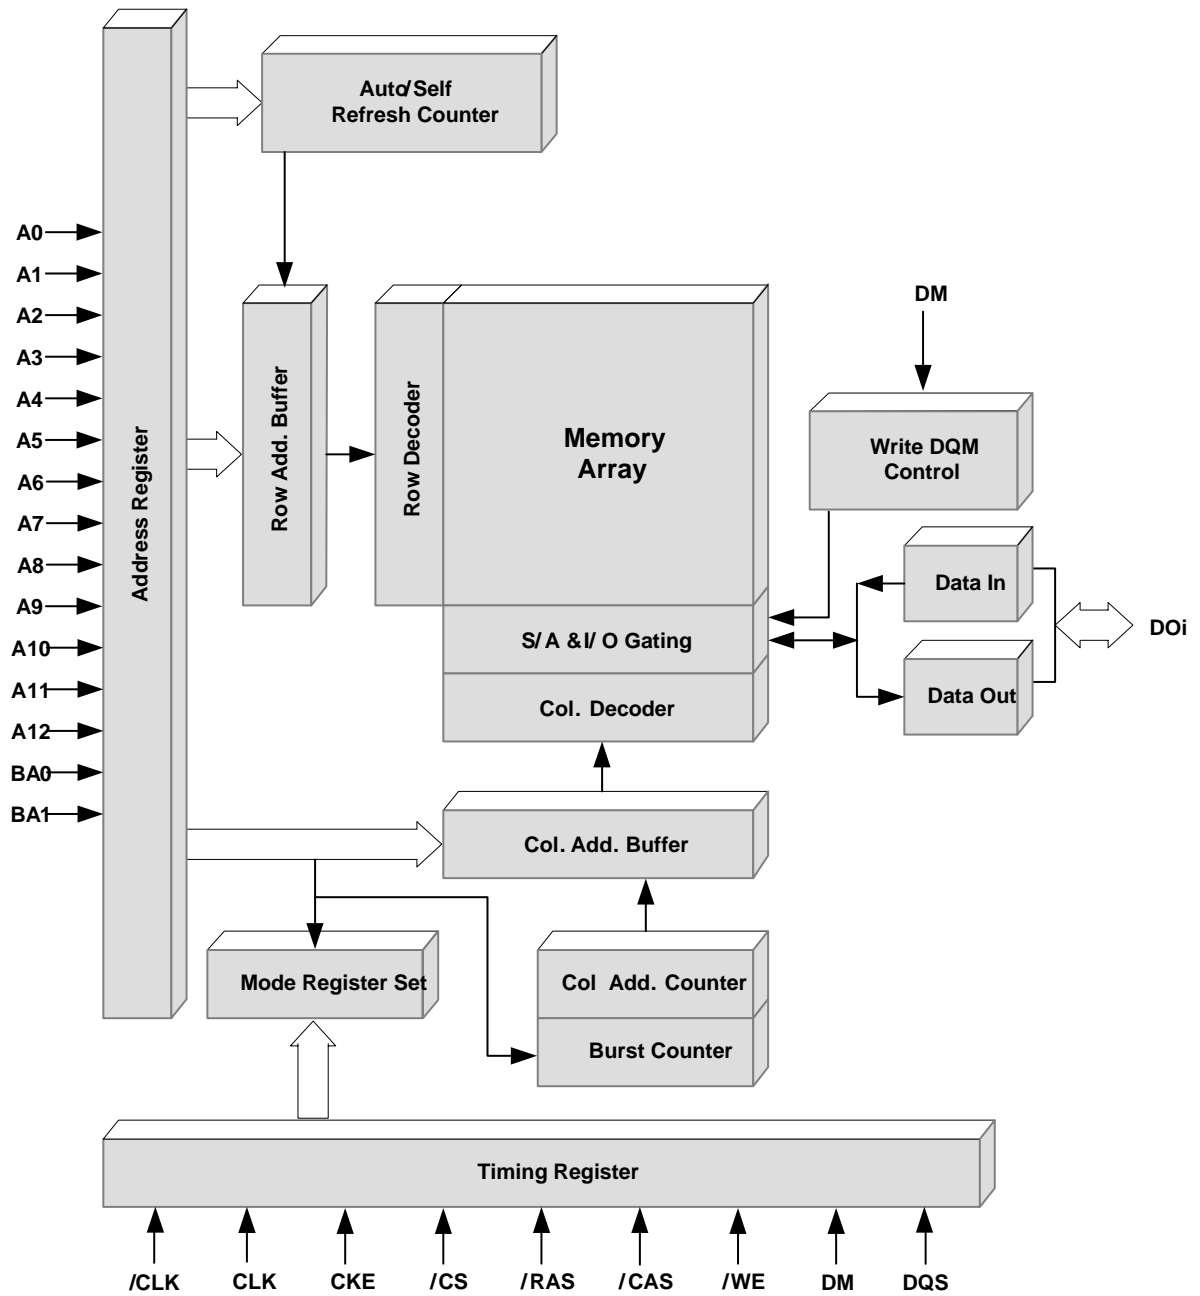 Auto/Self
Refresh Counter
A0
A1
A2
A3
A4
A5
A6
A7
A8
A9
A10
A11
A12
BA0
BA1
Address Register
Row Add. Buffer
Row Decoder
Memory
Array
DM
Write DQM
Control
Data In
Data Out
DOi
S/ A & I/ O Gating
Col. Decoder
Col. Add. Buffer
Mode Register Set
Col Add. Counter
Burst Counter
Timing Register
/CLK
CLK
CKE
/CS
/RAS
/CAS
/WE
DM
DQS